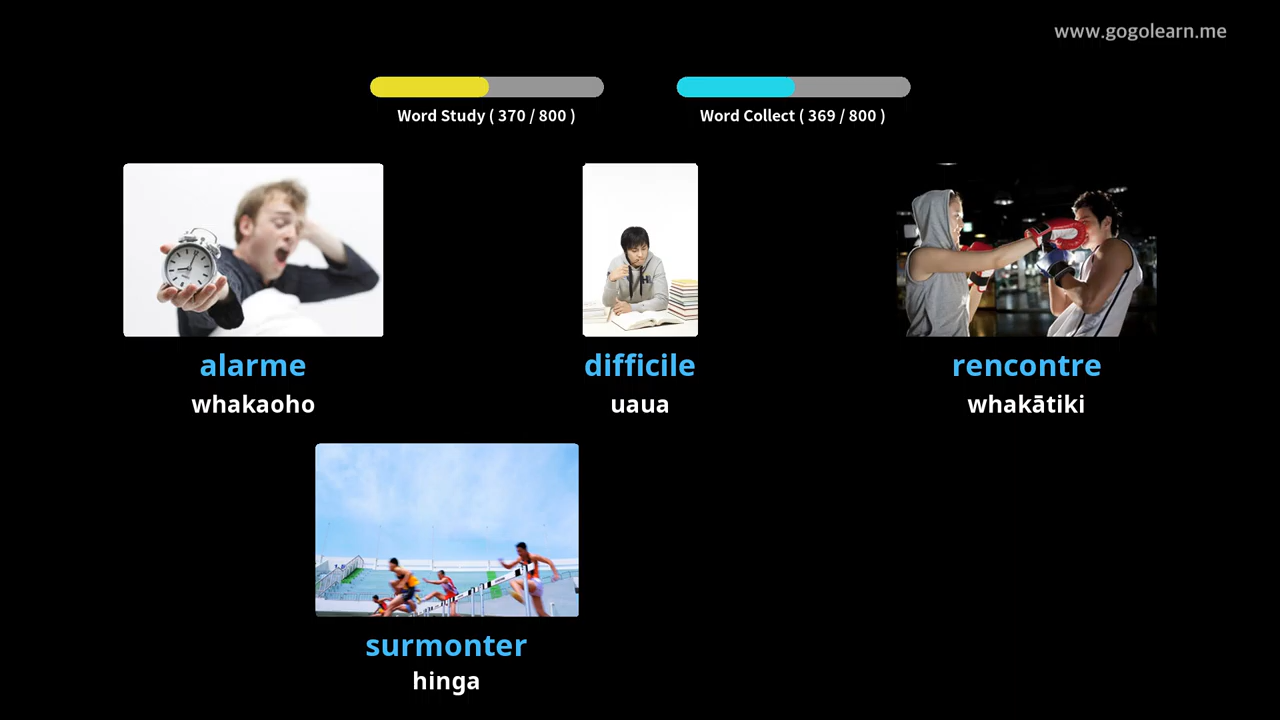 www.gogolearn.me
Word Study ( 370 / 800 )
Word Collect ( 369 / 800 )
alarme
whakaoho
difficile
uaua
rencontre
whakātiki
surmonter
hinga